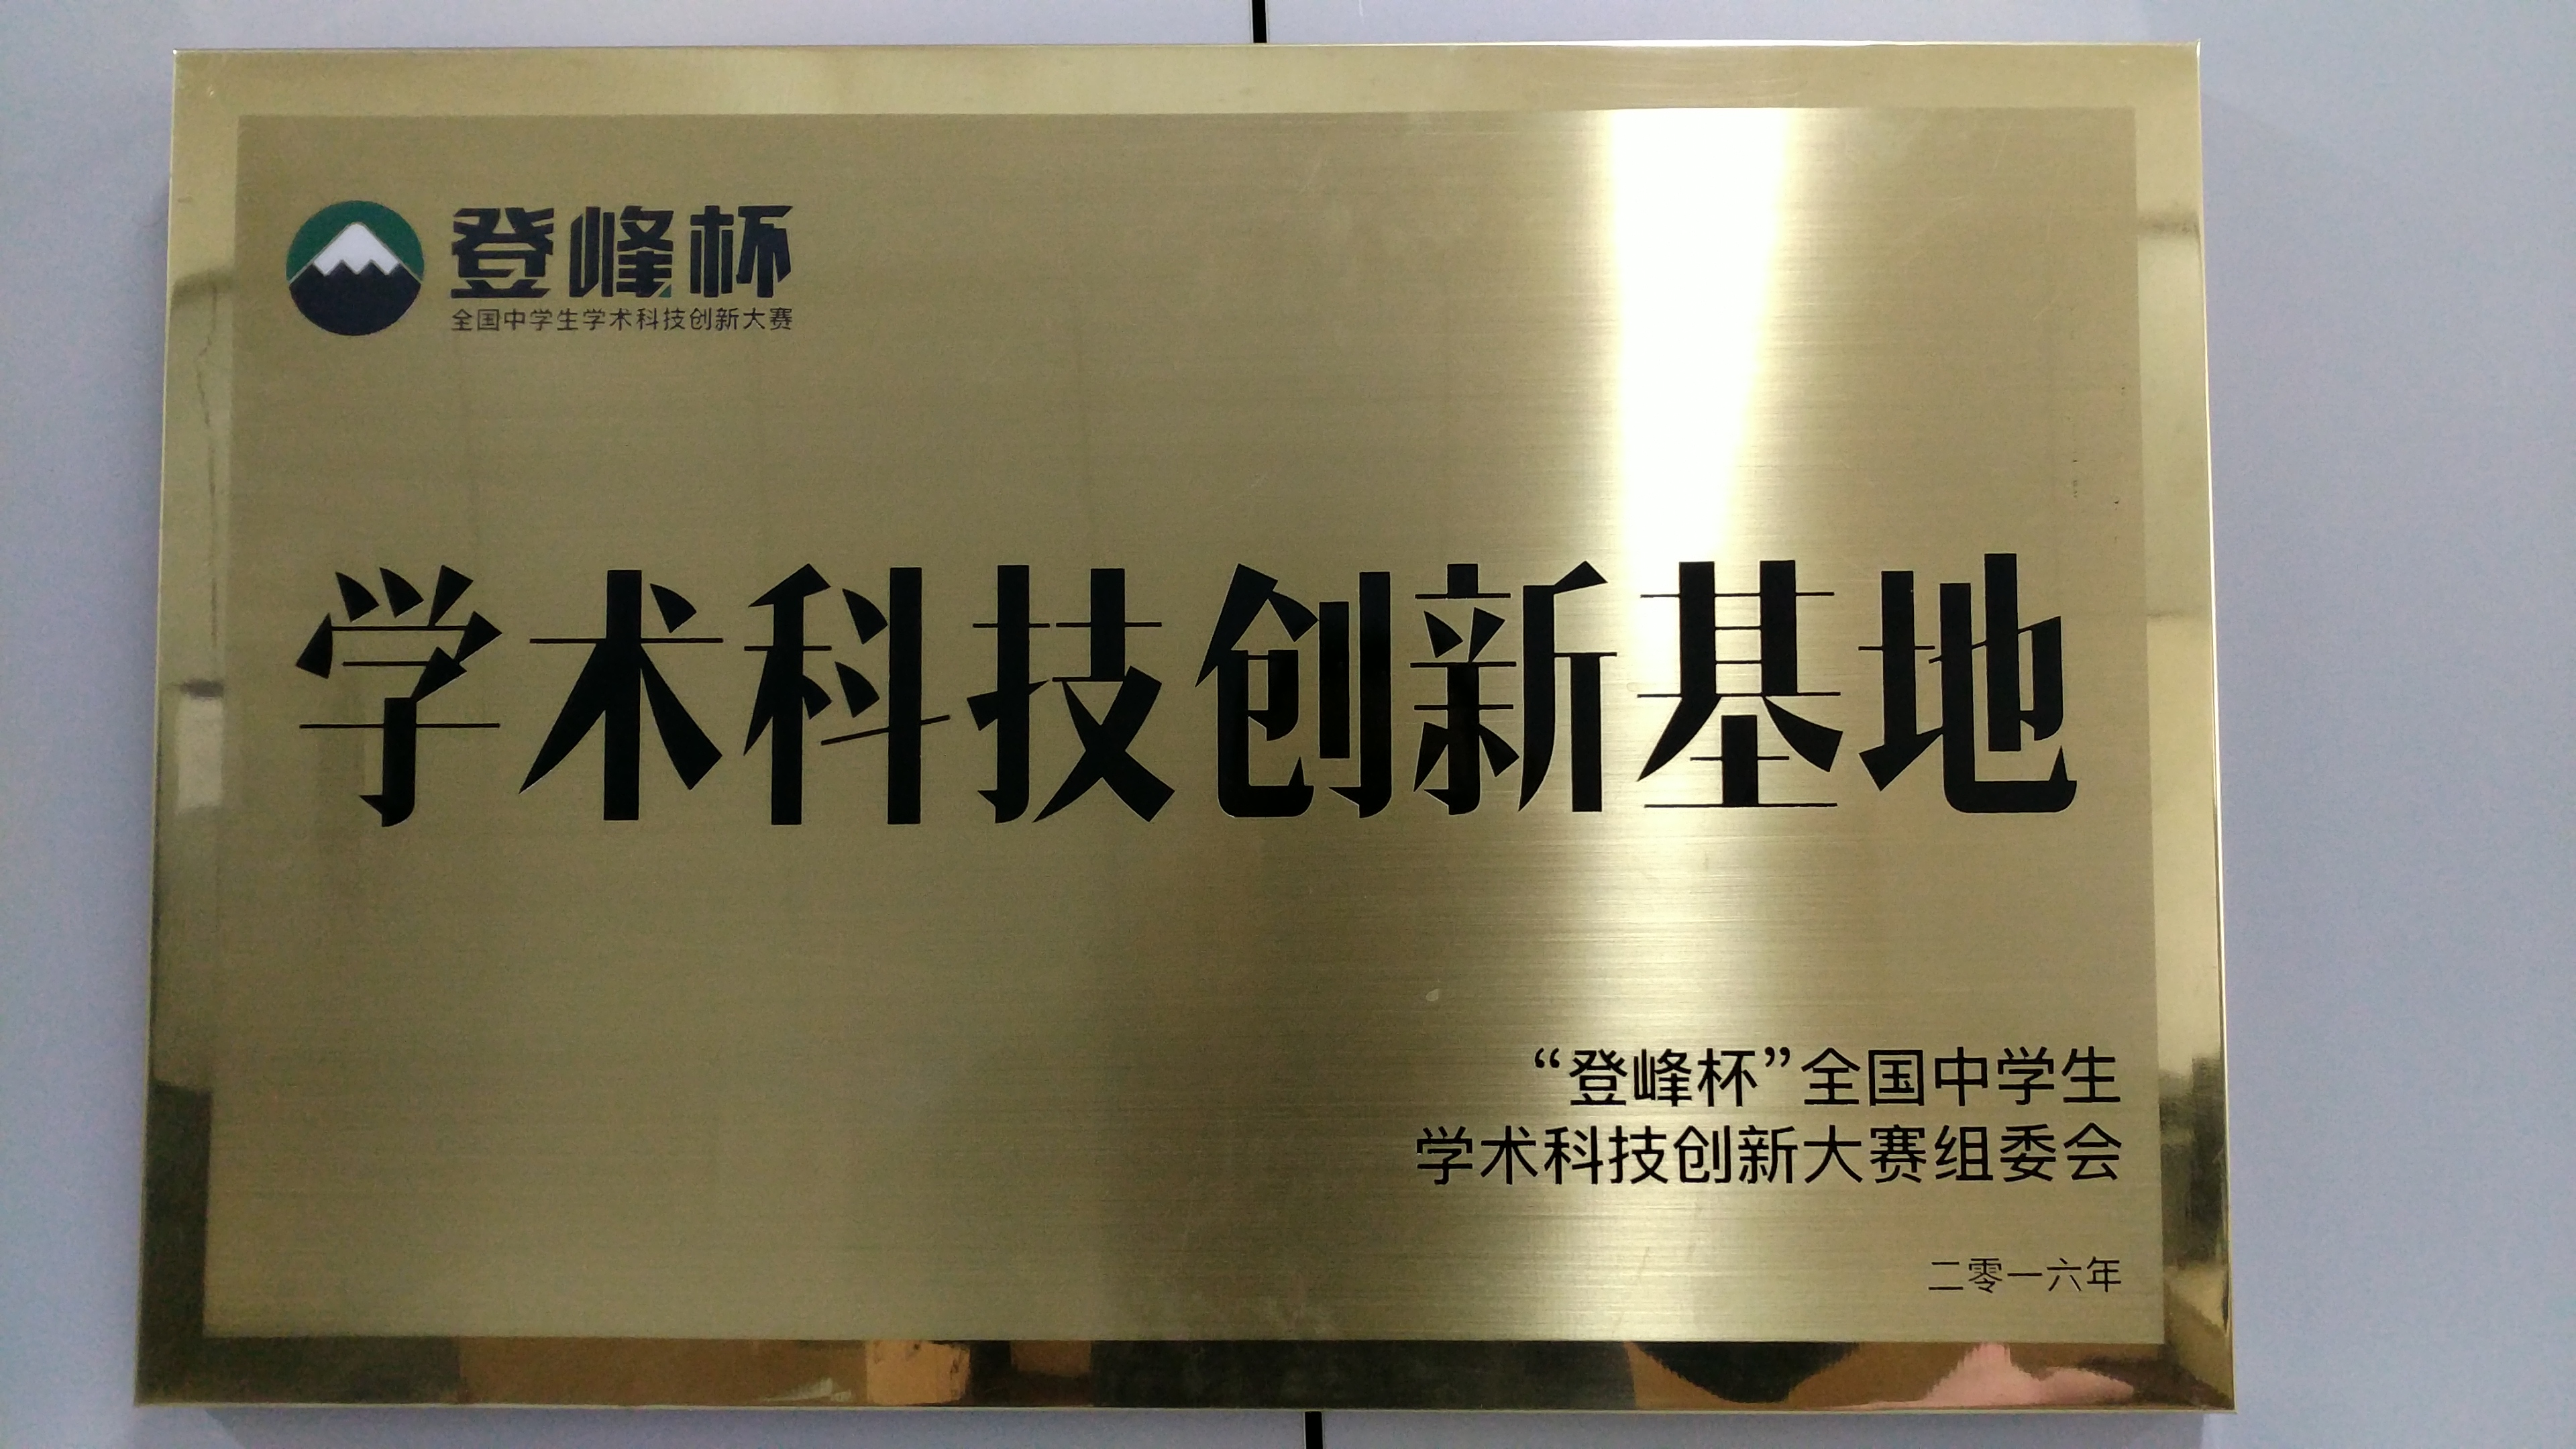 登峰杯
全国中学生学术科技创新大赛
学术科技创新基地
“登峰杯”全国中学生
学术科技创新大赛组委会
二零一六年